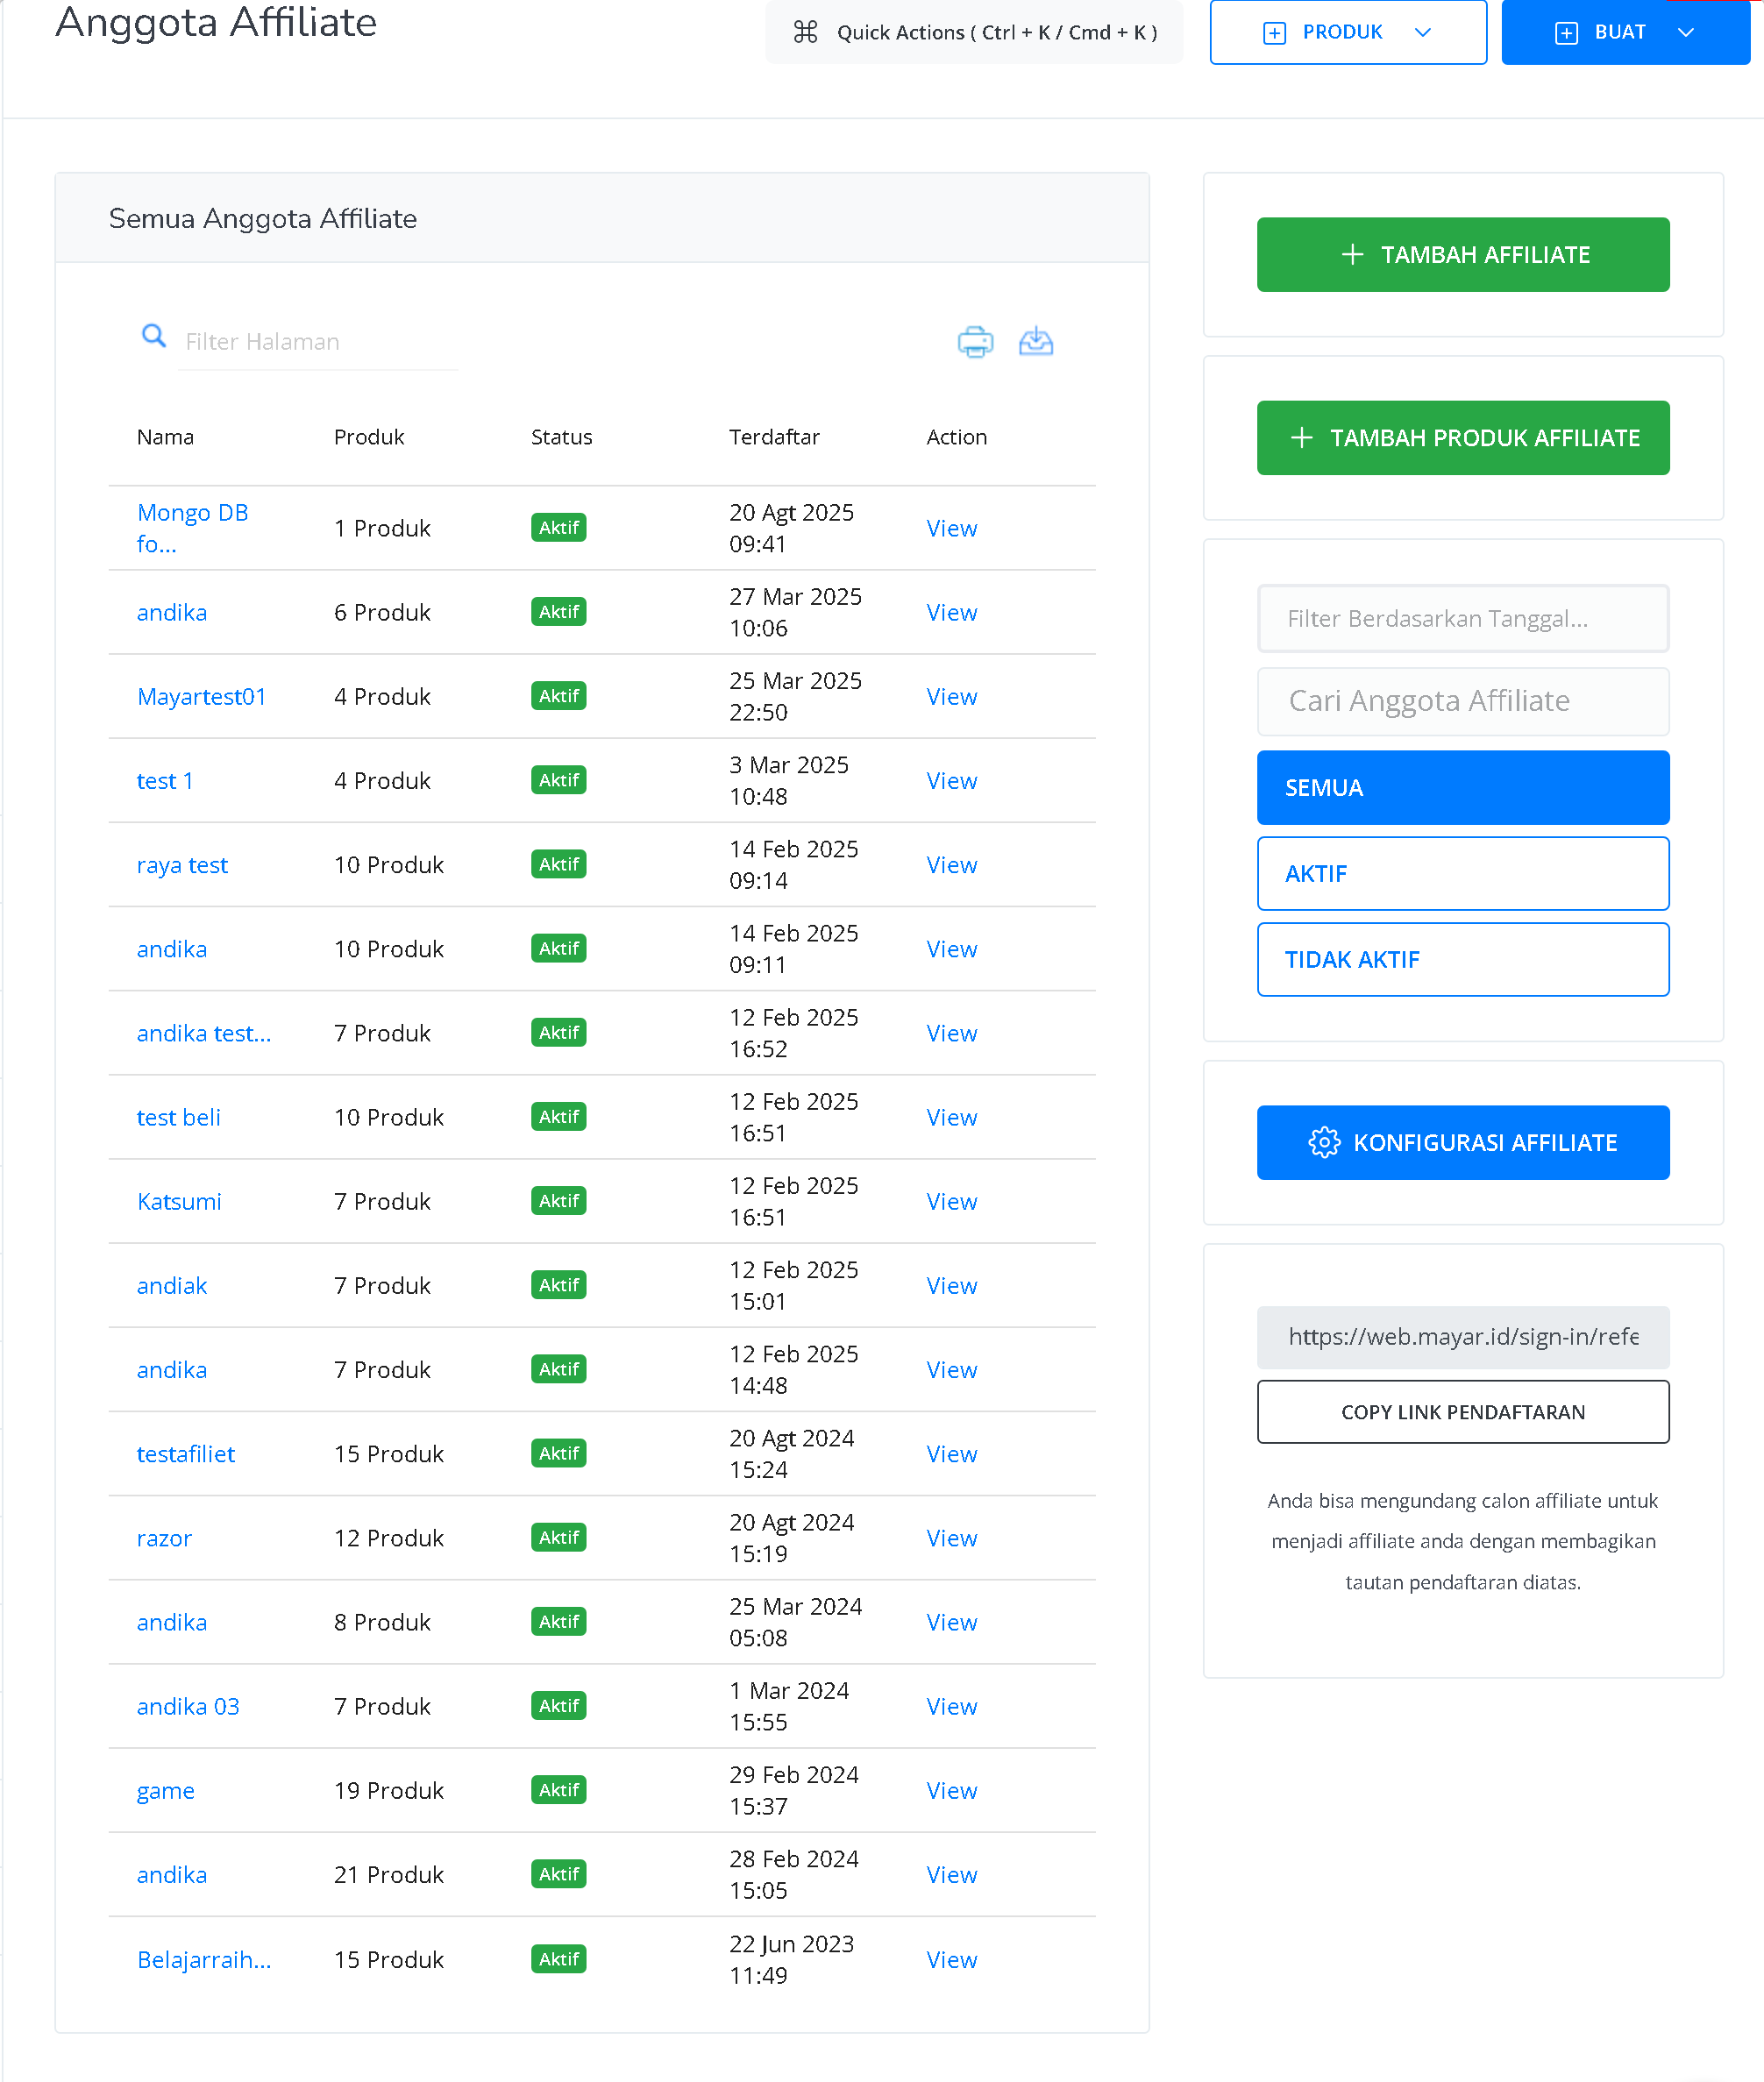 Anggota Affiliate
Quick Actions ( Ctrl + K / Cmd + K )
PRODUK
BUAT
Semua Anggota Affiliate
Filter Halaman
Nama Produk Status Terdaftar Action
Mongo DB fo... 1 Produk Aktif 20 Agt 2025 09:41 View
andika 6 Produk Aktif 27 Mar 2025 10:06 View
Mayartest01 4 Produk Aktif 25 Mar 2025 22:50 View
test 1 4 Produk Aktif 3 Mar 2025 10:48 View
raya test 10 Produk Aktif 14 Feb 2025 09:14 View
andika 10 Produk Aktif 14 Feb 2025 09:11 View
andika test... 7 Produk Aktif 12 Feb 2025 16:52 View
test beli 10 Produk Aktif 12 Feb 2025 16:51 View
Katsumi 7 Produk Aktif 12 Feb 2025 16:51 View
andiak 7 Produk Aktif 12 Feb 2025 15:01 View
andika 7 Produk Aktif 12 Feb 2025 14:48 View
testafiliet 15 Produk Aktif 20 Agt 2024 15:24 View
razor 12 Produk Aktif 20 Agt 2024 15:19 View
andika 8 Produk Aktif 25 Mar 2024 05:08 View
andika 03 7 Produk Aktif 1 Mar 2024 15:55 View
game 19 Produk Aktif 29 Feb 2024 15:37 View
andika 21 Produk Aktif 28 Feb 2024 15:05 View
Belajarraih... 15 Produk Aktif 22 Jun 2023 11:49 View
TAMBAH AFFILIATE
TAMBAH PRODUK AFFILIATE
Filter Berdasarkan Tanggal...
Cari Anggota Affiliate
SEMUA
AKTIF
TIDAK AKTIF
KONFIGURASI AFFILIATE
https://web.mayar.id/sign-in/refe
COPY LINK PENDAFTARAN
Anda bisa mengundang calon affiliate untuk
menjadi affiliate anda dengan membagikan
tautan pendaftaran diatas.